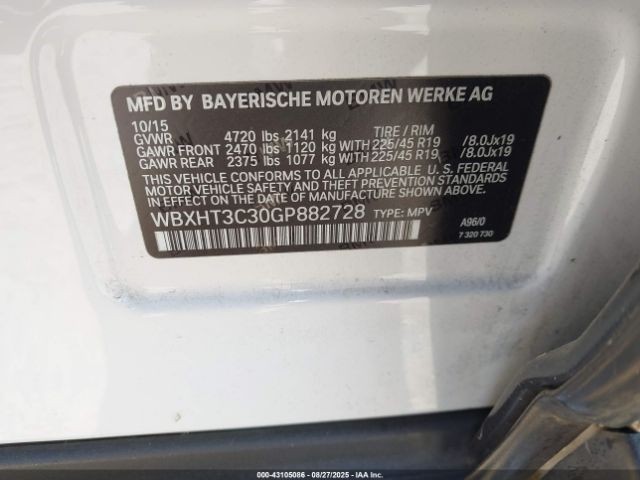 MFD BY BAYERISCHE MOTOREN WERKE AG
10/15
GVWR 4720 lbs 2141 kg TIRE / RIM
GAWR FRONT 2470 lbs 1120 kg WITH 225/45 R19 /8.0Jx19
GAWR REAR 2375 lbs 1077 kg WITH 225/45 R19 /8.0Jx19
THIS VEHICLE CONFORMS TO ALL APPLICABLE U. S. FEDERAL
MOTOR VEHICLE SAFETY, BUMPER, AND THEFT PREVENTION
STANDARDS IN EFFECT ON THE DATE OF MANUFACTURE SHOWN ABOVE.
WBXHT3C30GP882728 TYPE: MPV
A96/0
7 320 730
000-43105086 | 08/27/2025 | IAA Inc.